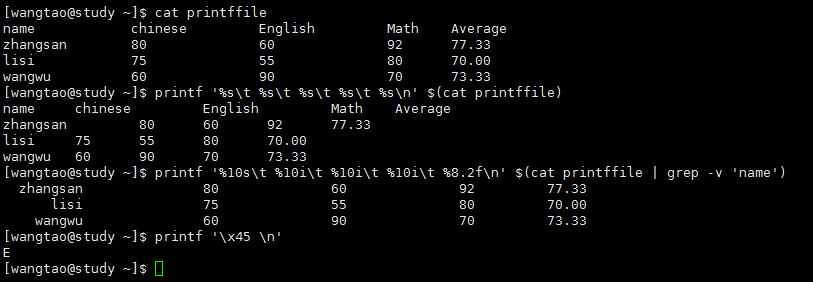 [wangtao@study ~]$ cat printffile
name            chinese         English         Math    Average
zhangsan        80              60              92      77.33
lisi            75              55              80      70.00
wangwu          60              90              70      73.33
[wangtao@study ~]$ printf '%s\t %s\t %s\t %s\t %s\n' $(cat printffile)
name     chinese         English         Math    Average
zhangsan         80      60      92      77.33
lisi     75      55      80      70.00
wangwu   60      90      70      73.33
[wangtao@study ~]$ printf '%10s\t %10i\t %10i\t %10i\t %8.2f\n' $(cat printffile | grep -v 'name')
  zhangsan               80              60              92         77.33
      lisi               75              55              80         70.00
    wangwu               60              90              70         73.33
[wangtao@study ~]$ printf '\x45 \n'
E
[wangtao@study ~]$